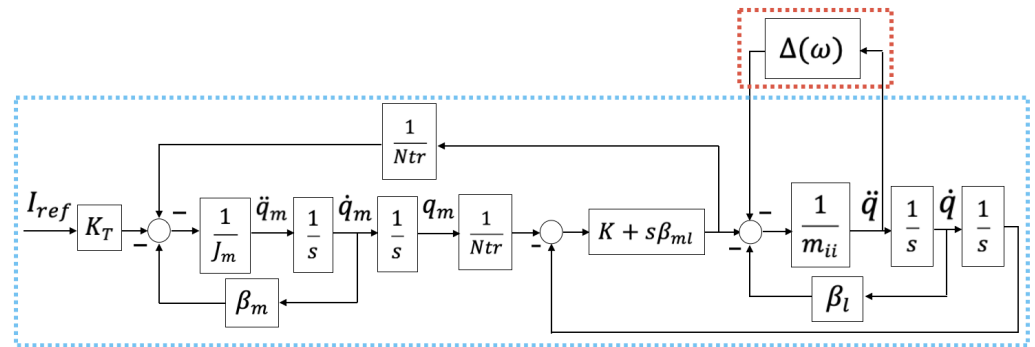 Δ(ω)
1
Ntr
I_ref
K_T
−
−
1
J_m
q̈_m
1
s
q̇_m
1
s
q_m
1
Ntr
-
K + sβ_ml
−
−
1
m_ii
q̈
1
s
q̇
1
s
β_m
β_l